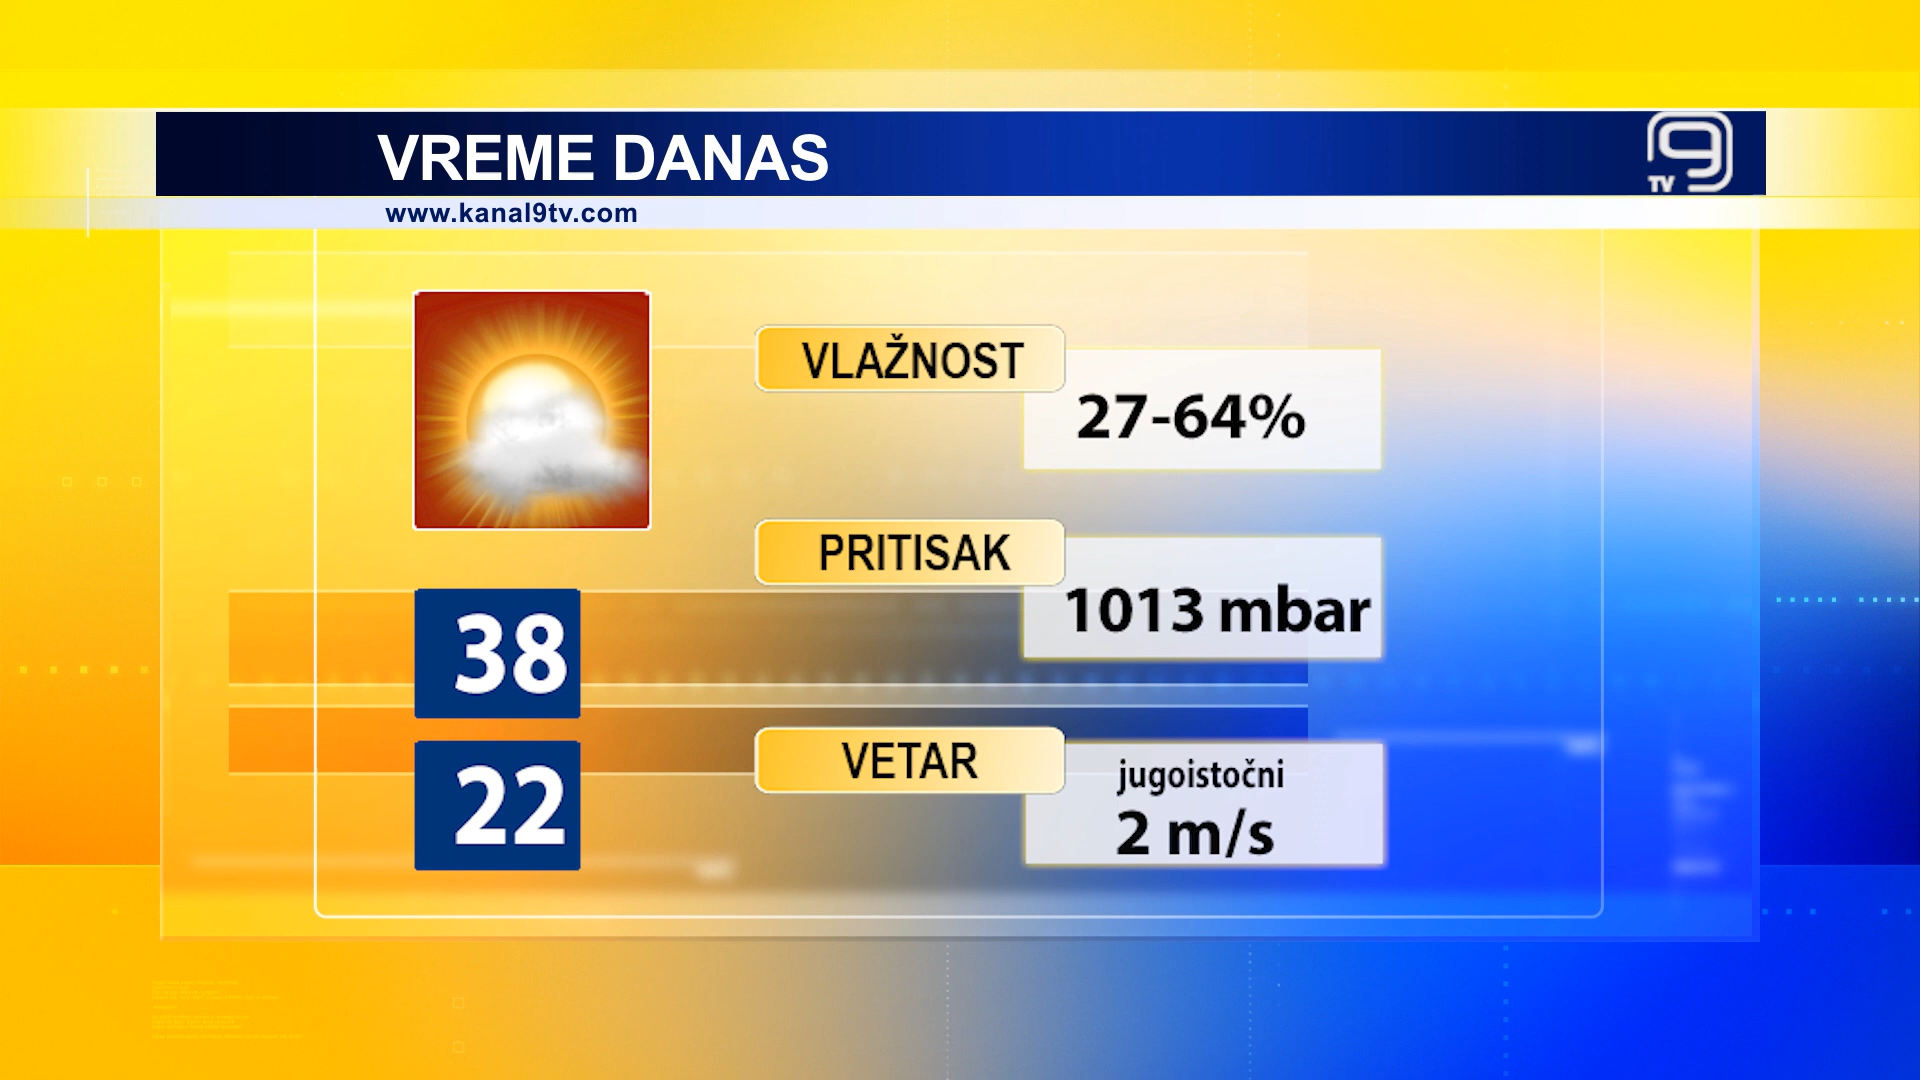 VREME DANAS
9
TV
www.kanal9tv.com
VLAŽNOST
27-64%
PRITISAK
1013 mbar
38
22
VETAR
jugoistočni
2 m/s